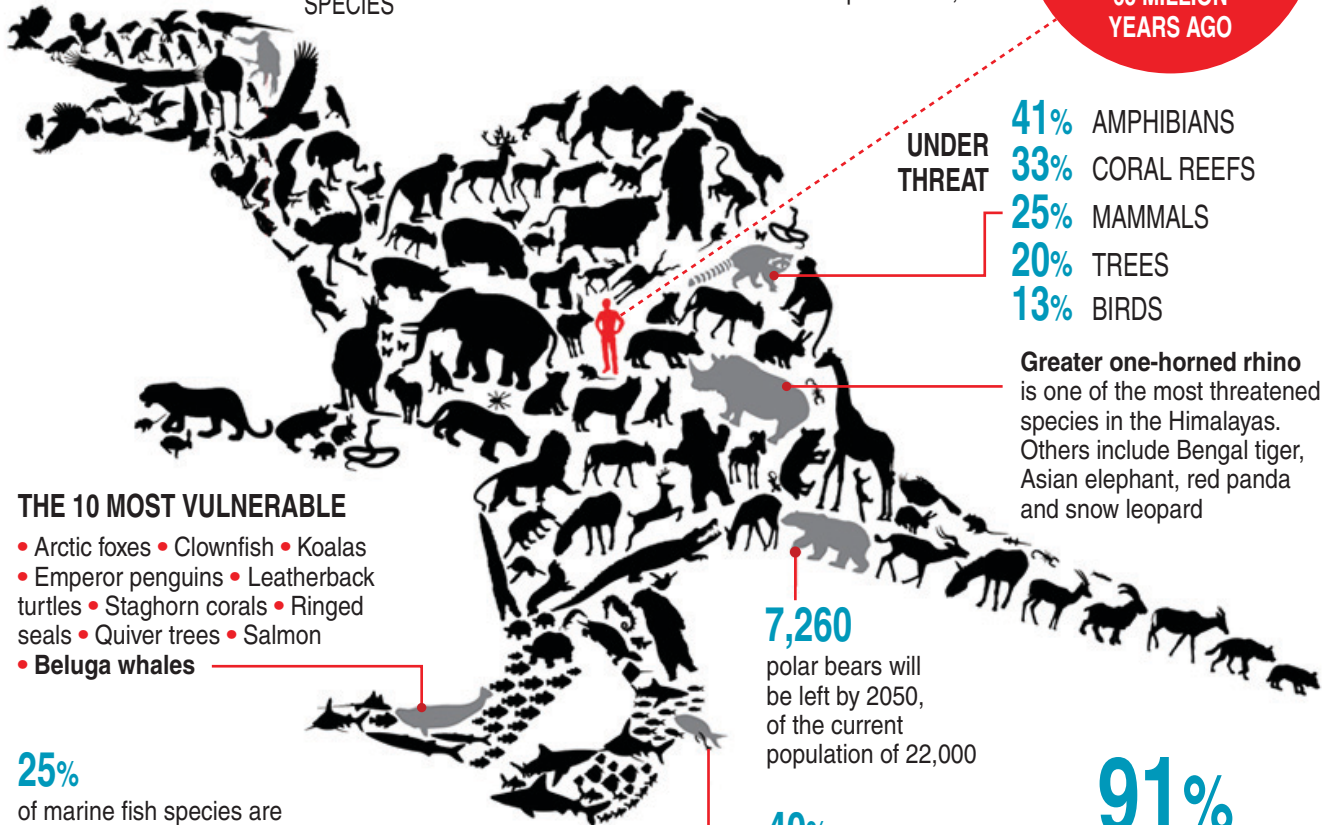 SPECIES
YEARS AGO
UNDER
THREAT
41% AMPHIBIANS
33% CORAL REEFS
25% MAMMALS
20% TREES
13% BIRDS
Greater one-horned rhino
is one of the most threatened
species in the Himalayas.
Others include Bengal tiger,
Asian elephant, red panda
and snow leopard
THE 10 MOST VULNERABLE
• Arctic foxes • Clownfish • Koalas
• Emperor penguins • Leatherback
turtles • Staghorn corals • Ringed
seals • Quiver trees • Salmon
• Beluga whales
7,260
polar bears will
be left by 2050,
of the current
population of 22,000
25%
of marine fish species are
91%